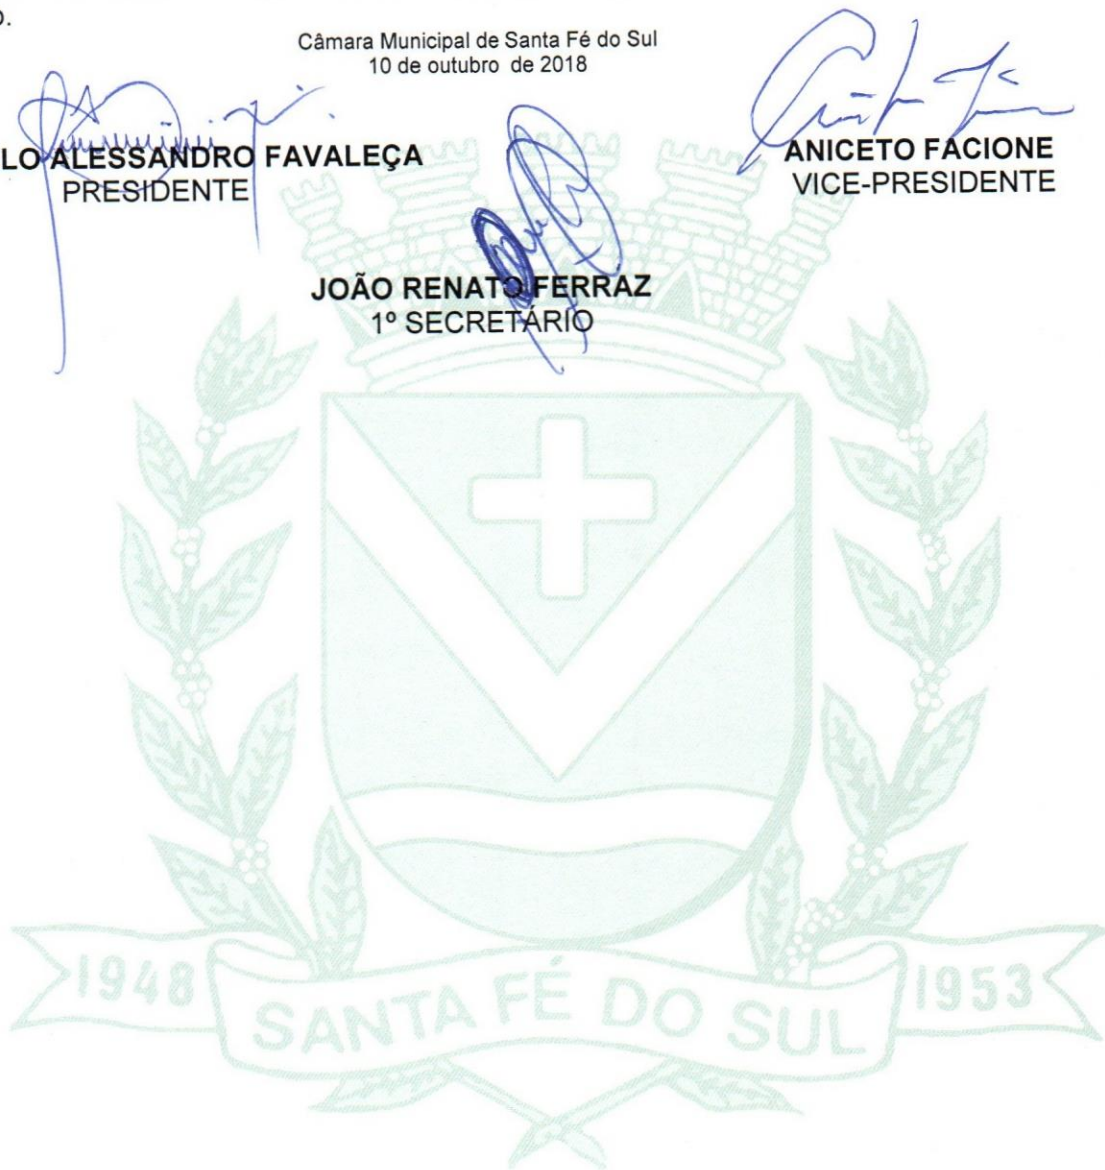 o.
Câmara Municipal de Santa Fé do Sul
10 de outubro de 2018
LO ALESSANDRO FAVALEÇA
PRESIDENTE
ANICETO FACIONE
VICE-PRESIDENTE
JOÃO RENATO FERRAZ
1º SECRETÁRIO
1948
SANTA FÉ DO SUL
1953